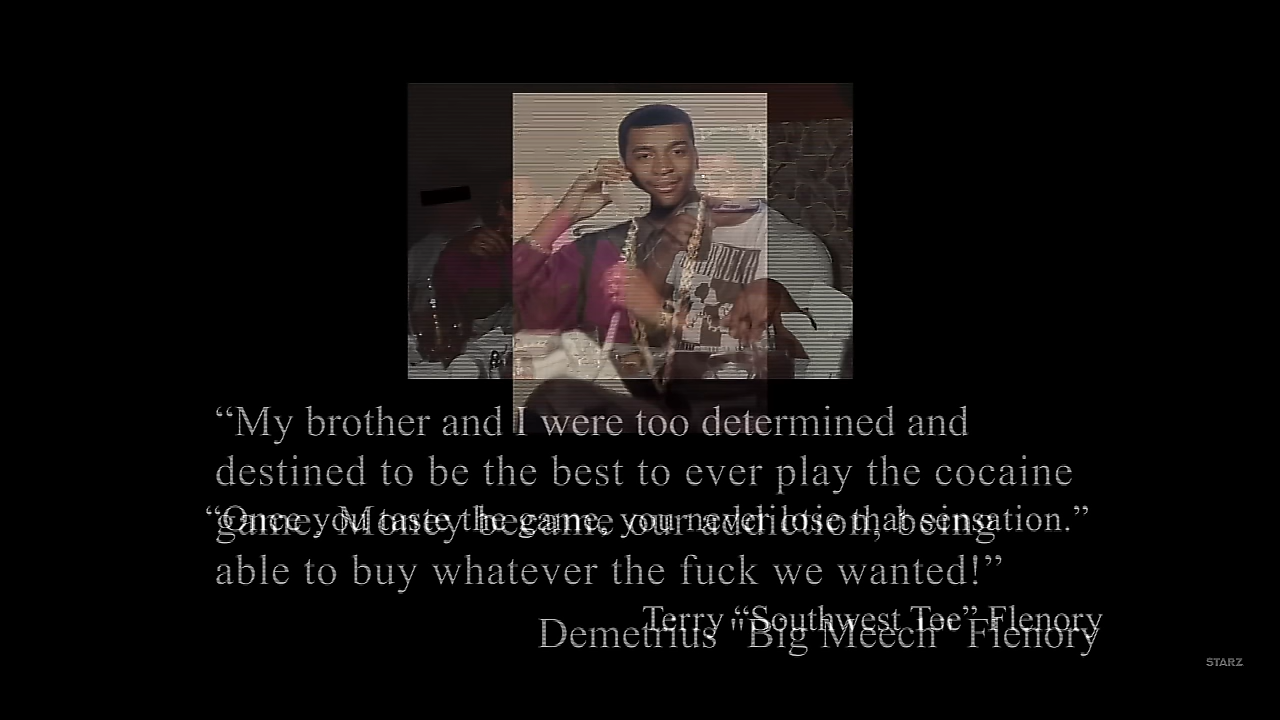 “My brother and I were too determined and
destined to be the best to ever play the cocaine
game. Money became our addiction, being
“Once you taste the game, you never lose that sensation.”
able to buy whatever the fuck we wanted!”
Terry “Southwest Tee” Flenory
Demetrius "Big Meech" Flenory
STARZ